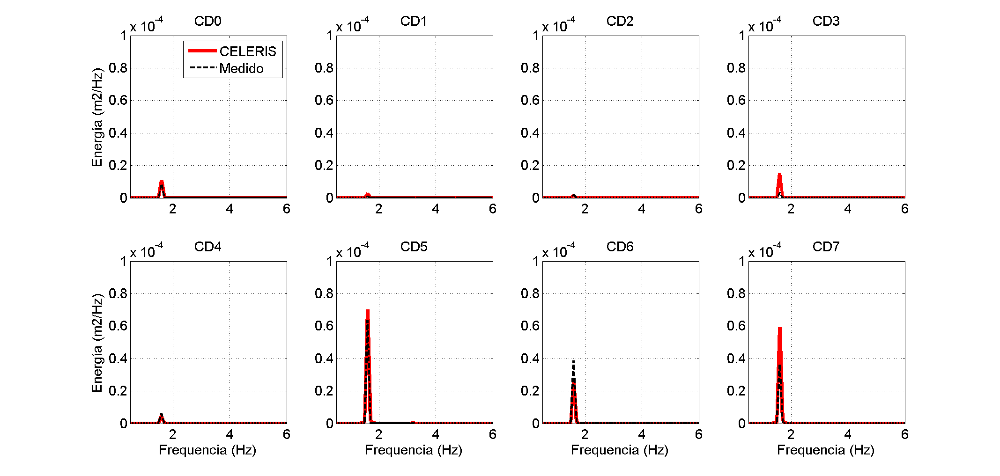 x 10-4 CD0
1
0.8
0.6
0.4
0.2
0
2 4 6
Energía (m2/Hz)
CELERIS
Medido
x 10-4 CD1
1
0.8
0.6
0.4
0.2
0
2 4 6
x 10-4 CD2
1
0.8
0.6
0.4
0.2
0
2 4 6
x 10-4 CD3
1
0.8
0.6
0.4
0.2
0
2 4 6
x 10-4 CD4
1
0.8
0.6
0.4
0.2
0
2 4 6
Energía (m2/Hz)
Frequencia (Hz)
x 10-4 CD5
1
0.8
0.6
0.4
0.2
0
2 4 6
Frequencia (Hz)
x 10-4 CD6
1
0.8
0.6
0.4
0.2
0
2 4 6
Frequencia (Hz)
x 10-4 CD7
1
0.8
0.6
0.4
0.2
0
2 4 6
Frequencia (Hz)